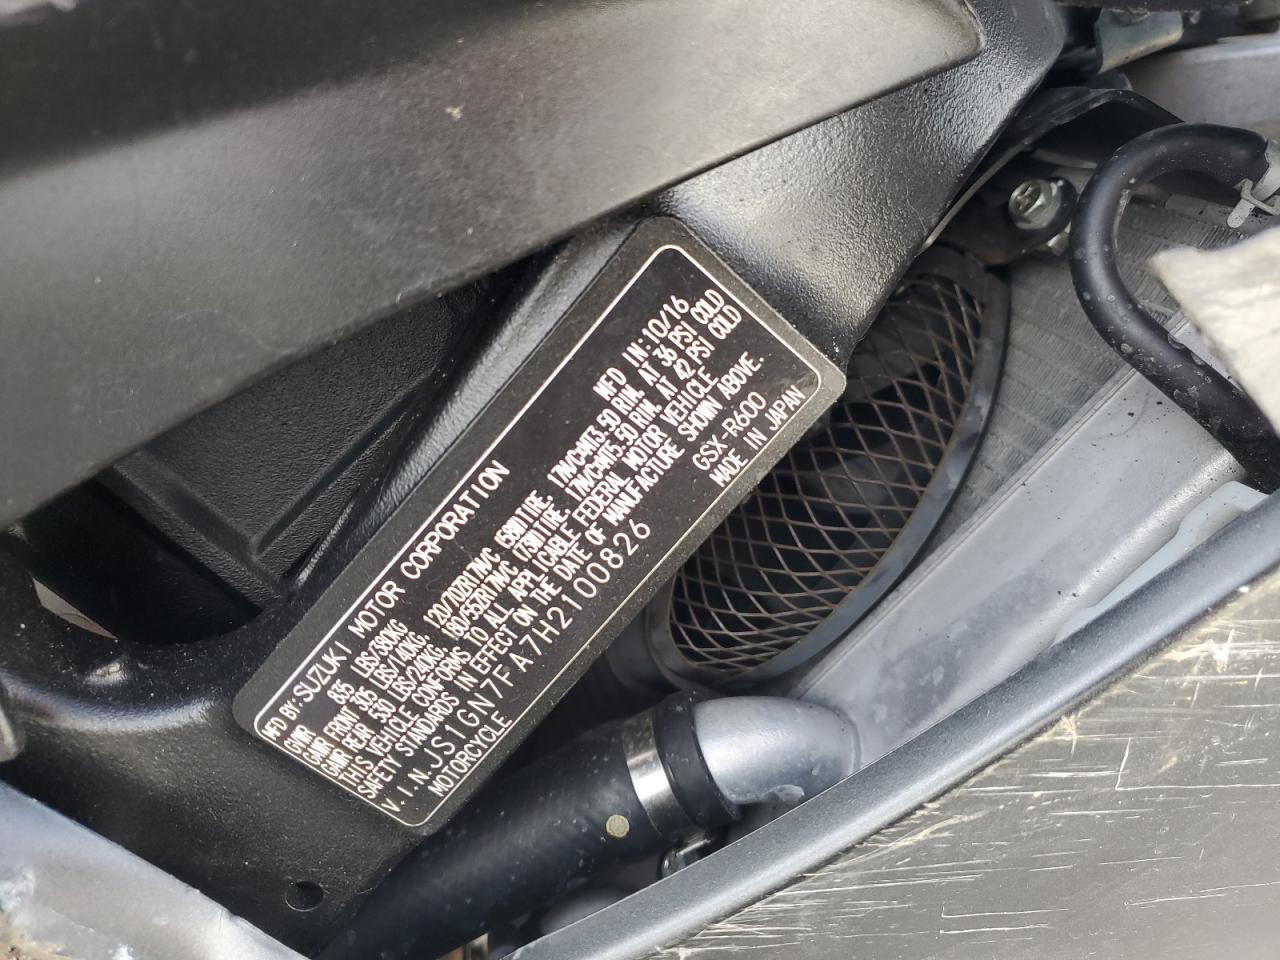 MFD BY:SUZUKI MOTOR CORPORATION MFD IN:10/16
GVWR 835 LBS/380KG
GAWR FRONT 305 LBS/140KG, 120/70ZR17M/C (58W)TIRE, 17M/CxMT3.50 RIM, AT 36 PSI COLD
GAWR REAR 530 LBS/240KG, 180/55ZR17M/C (73W)TIRE, 17M/CxMT5.50 RIM, AT 42 PSI COLD
THIS VEHICLE CONFORMS TO ALL APPLICABLE FEDERAL MOTOR VEHICLE
SAFETY STANDARDS IN EFFECT ON THE DATE OF MANUFACTURE SHOWN ABOVE.
V.I.N.JS1GN7FA7H2100826 GSX-R600
MOTORCYCLE MADE IN JAPAN